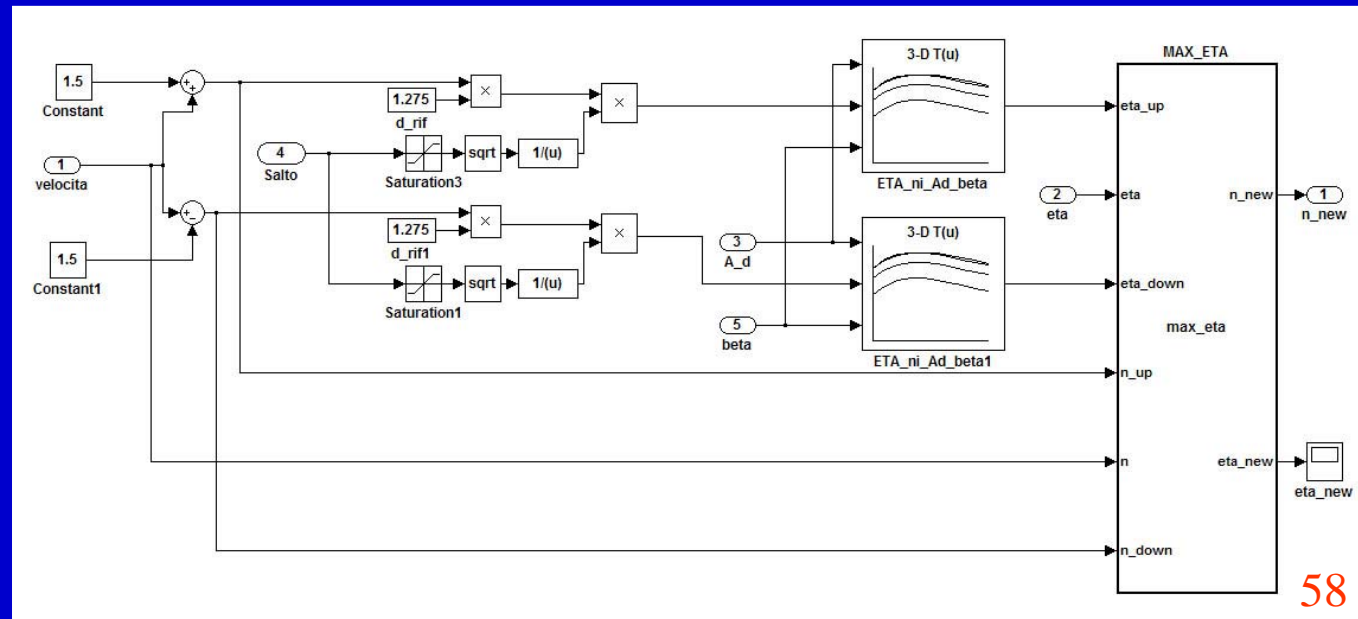 1.5
Constant
+
+
1
velocita
+
−
1.5
Constant1
4
Salto
1.275
d_rif
×
×
Saturation3
sqrt
1/(u)
1.275
d_rif1
×
×
Saturation1
sqrt
1/(u)
3-D T(u)
ETA_ni_Ad_beta
3
A_d
5
beta
3-D T(u)
ETA_ni_Ad_beta1
2
eta
MAX_ETA
eta_up
eta
eta_down
max_eta
n_up
n
n_down
n_new
eta_new
1
n_new
eta_new
58